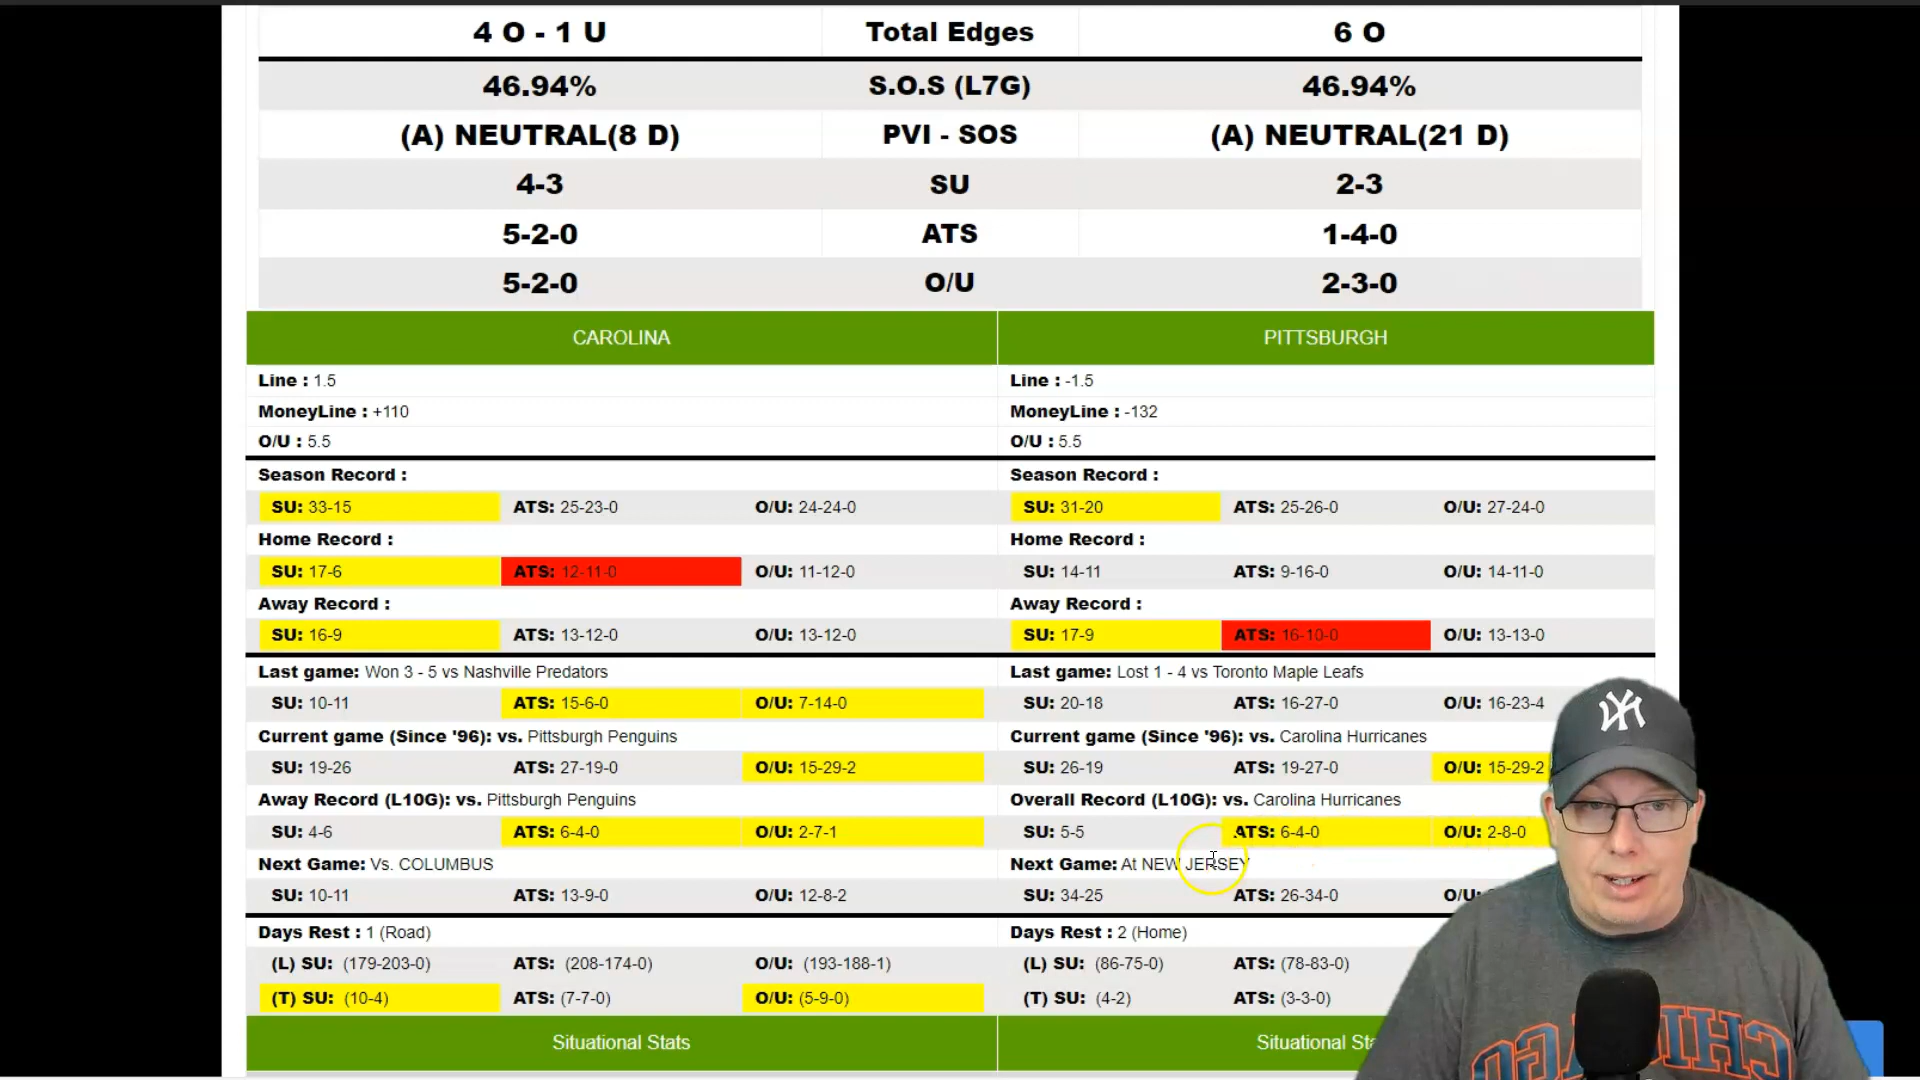 4 O - 1 U Total Edges 6 O
46.94% S.O.S (L7G) 46.94%
(A) NEUTRAL(8 D) PVI - SOS (A) NEUTRAL(21 D)
4-3 SU 2-3
5-2-0 ATS 1-4-0
5-2-0 O/U 2-3-0
CAROLINA PITTSBURGH
Line : 1.5 Line : -1.5
MoneyLine : +110 MoneyLine : -132
O/U : 5.5 O/U : 5.5
Season Record : Season Record :
SU: 33-15 ATS: 25-23-0 O/U: 24-24-0 SU: 31-20 ATS: 25-26-0 O/U: 27-24-0
Home Record : Home Record :
SU: 17-6 ATS: 12-11-0 O/U: 11-12-0 SU: 14-11 ATS: 9-16-0 O/U: 14-11-0
Away Record : Away Record :
SU: 16-9 ATS: 13-12-0 O/U: 13-12-0 SU: 17-9 ATS: 16-10-0 O/U: 13-13-0
Last game: Won 3 - 5 vs Nashville Predators Last game: Lost 1 - 4 vs Toronto Maple Leafs
SU: 10-11 ATS: 15-6-0 O/U: 7-14-0 SU: 20-18 ATS: 16-27-0 O/U: 16-23-4
Current game (Since '96): vs. Pittsburgh Penguins Current game (Since '96): vs. Carolina Hurricanes
SU: 19-26 ATS: 27-19-0 O/U: 15-29-2 SU: 26-19 ATS: 19-27-0 O/U: 15-29-2
Away Record (L10G): vs. Pittsburgh Penguins Overall Record (L10G): vs. Carolina Hurricanes
SU: 4-6 ATS: 6-4-0 O/U: 2-7-1 SU: 5-5 ATS: 6-4-0 O/U: 2-8-0
Next Game: Vs. COLUMBUS Next Game: At NEW JERSEY
SU: 10-11 ATS: 13-9-0 O/U: 12-8-2 SU: 34-25 ATS: 26-34-0 O/U:
Days Rest : 1 (Road) Days Rest : 2 (Home)
(L) SU: (179-203-0) ATS: (208-174-0) O/U: (193-188-1) (L) SU: (86-75-0) ATS: (78-83-0)
(T) SU: (10-4) ATS: (7-7-0) O/U: (5-9-0) (T) SU: (4-2) ATS: (3-3-0)
Situational Stats Situational
NY